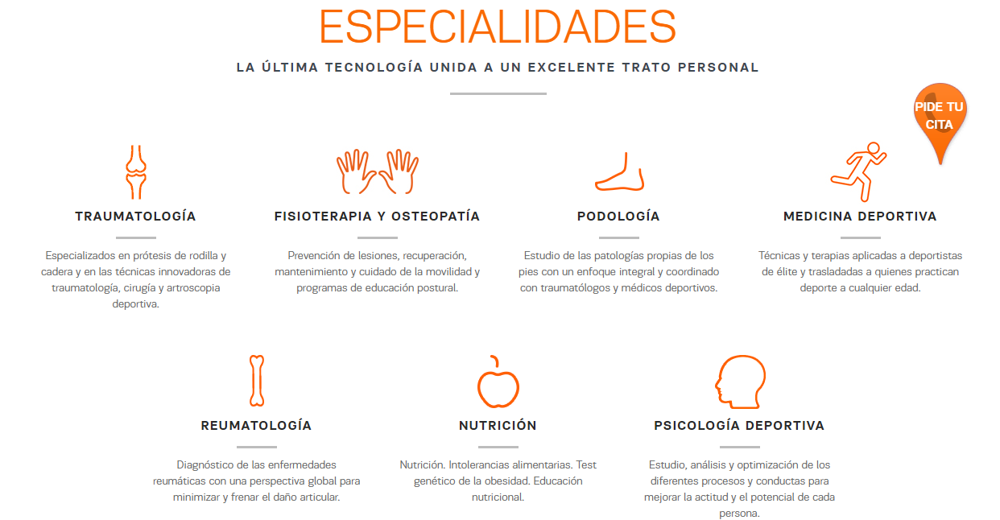 ESPECIALIDADES
LA ÚLTIMA TECNOLOGÍA UNIDA A UN EXCELENTE TRATO PERSONAL
PIDE TU
CITA
TRAUMATOLOGÍA
Especializados en prótesis de rodilla y
cadera y en las técnicas innovadoras de
traumatología, cirugía y artroscopia
deportiva.
FISIOTERAPIA Y OSTEOPATÍA
Prevención de lesiones, recuperación,
mantenimiento y cuidado de la movilidad y
programas de educación postural.
PODOLOGÍA
Estudio de las patologías propias de los
pies con un enfoque integral y coordinado
con traumatólogos y médicos deportivos.
MEDICINA DEPORTIVA
Técnicas y terapias aplicadas a deportistas
de élite y trasladadas a quienes practican
deporte a cualquier edad.
REUMATOLOGÍA
Diagnóstico de las enfermedades
reumáticas con una perspectiva global para
minimizar y frenar el daño articular.
NUTRICIÓN
Nutrición. Intolerancias alimentarias. Test
genético de la obesidad. Educación
nutricional.
PSICOLOGÍA DEPORTIVA
Estudio, análisis y optimización de los
diferentes procesos y conductas para
mejorar la actitud y el potencial de cada
persona.